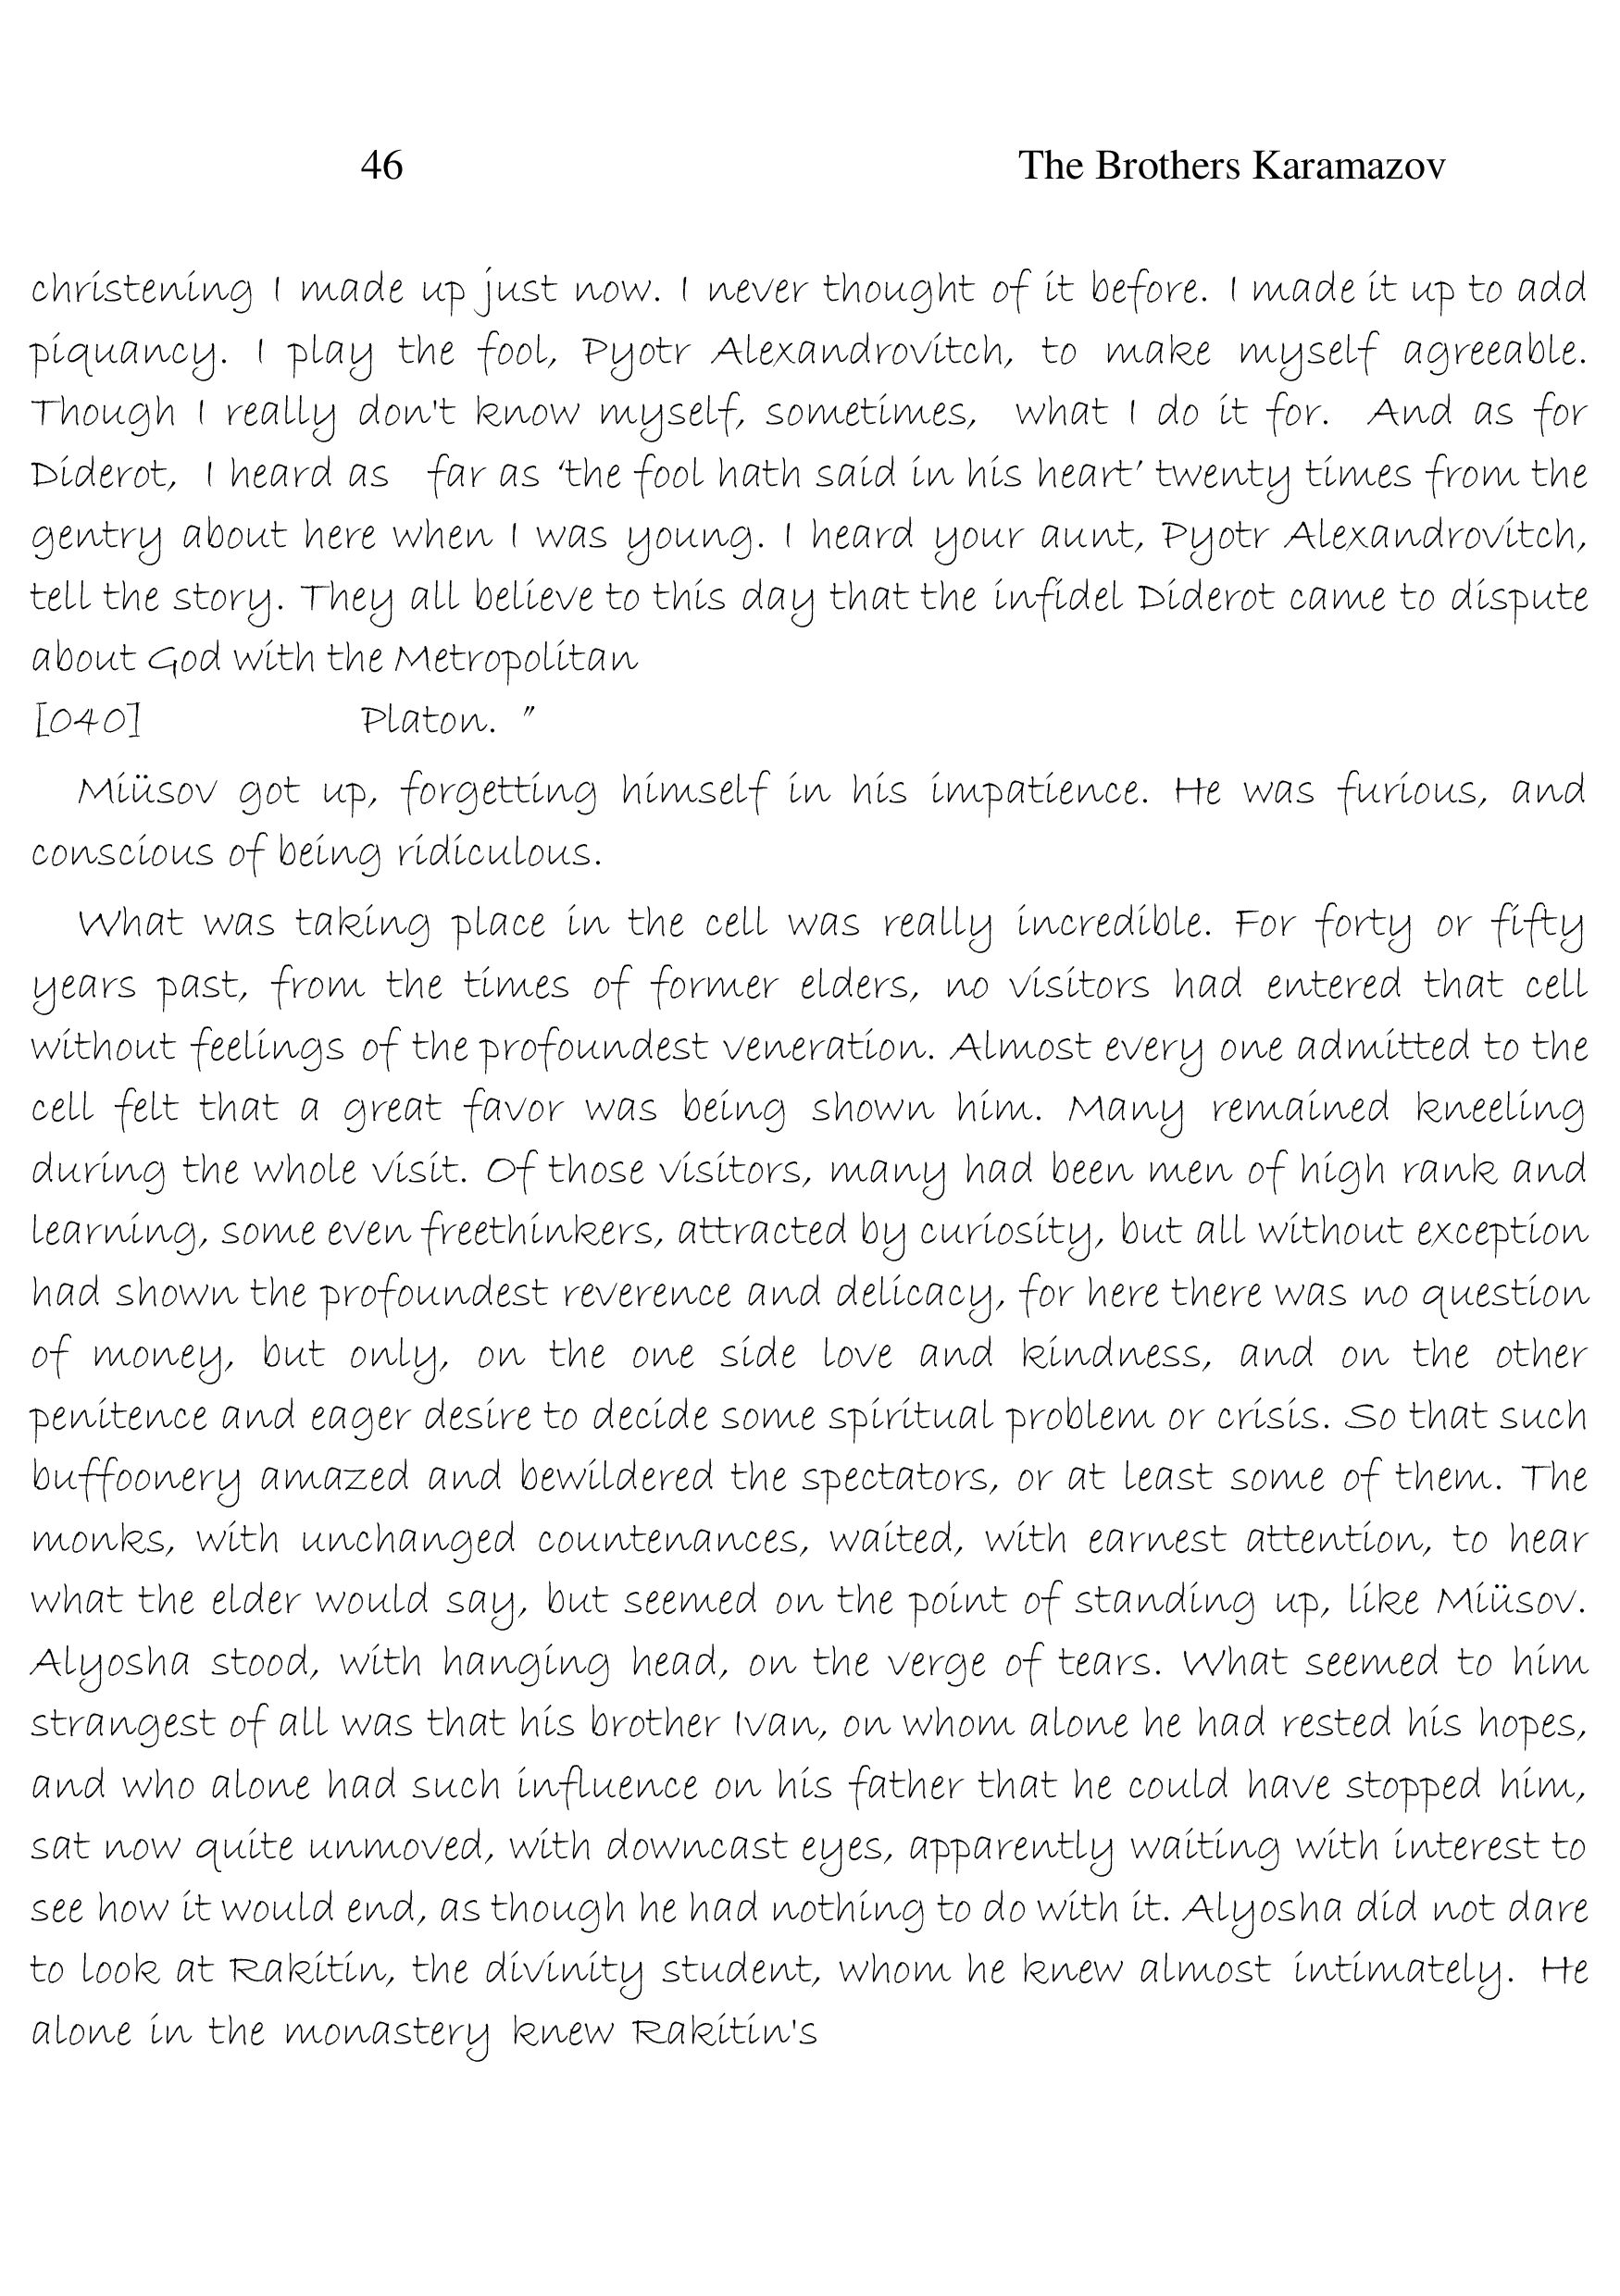 46 The Brothers Karamazov
christening I made up just now. I never thought of it before. I made it up to add
piquancy. I play the fool, Pyotr Alexandrovitch, to make myself agreeable.
Though I really don't know myself, sometimes, what I do it for. And as for
Diderot, I heard as far as ‘the fool hath said in his heart’ twenty times from the
gentry about here when I was young. I heard your aunt, Pyotr Alexandrovitch,
tell the story. They all believe to this day that the infidel Diderot came to dispute
about God with the Metropolitan
[040] Platon. ”
Miüsov got up, forgetting himself in his impatience. He was furious, and
conscious of being ridiculous.
What was taking place in the cell was really incredible. For forty or fifty
years past, from the times of former elders, no visitors had entered that cell
without feelings of the profoundest veneration. Almost every one admitted to the
cell felt that a great favor was being shown him. Many remained kneeling
during the whole visit. Of those visitors, many had been men of high rank and
learning, some even freethinkers, attracted by curiosity, but all without exception
had shown the profoundest reverence and delicacy, for here there was no question
of money, but only, on the one side love and kindness, and on the other
penitence and eager desire to decide some spiritual problem or crisis. So that such
buffoonery amazed and bewildered the spectators, or at least some of them. The
monks, with unchanged countenances, waited, with earnest attention, to hear
what the elder would say, but seemed on the point of standing up, like Miüsov.
Alyosha stood, with hanging head, on the verge of tears. What seemed to him
strangest of all was that his brother Ivan, on whom alone he had rested his hopes,
and who alone had such influence on his father that he could have stopped him,
sat now quite unmoved, with downcast eyes, apparently waiting with interest to
see how it would end, as though he had nothing to do with it. Alyosha did not dare
to look at Rakitin, the divinity student, whom he knew almost intimately. He
alone in the monastery knew Rakitin's